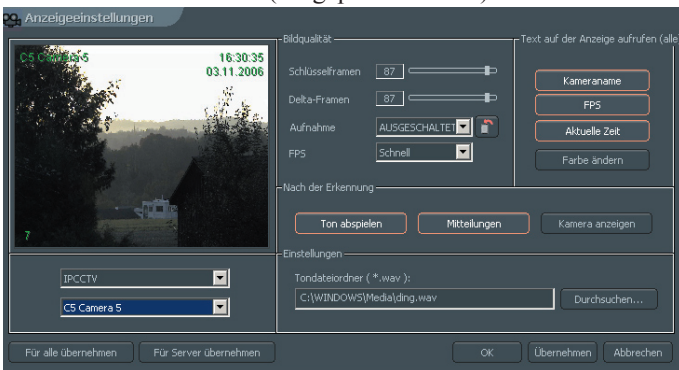 Anzeigeeinstellungen
C5 Camera 5
16:30:35
03.11.2006
7
IPCCTV
C5 Camera 5
Bildqualität
Schlüsselframen 87
Delta-Framen 87
Aufnahme AUSGESCHALTET
FPS Schnell
Text auf der Anzeige aufrufen (alle
Kameraname
FPS
Aktuelle Zeit
Farbe ändern
Nach der Erkennung
Ton abspielen Mitteilungen Kamera anzeigen
Einstellungen
Tondateiordner ( *.wav ):
C:\WINDOWS\Media\ding.wav Durchsuchen...
Für alle übernehmen Für Server übernehmen OK Übernehmen Abbrechen